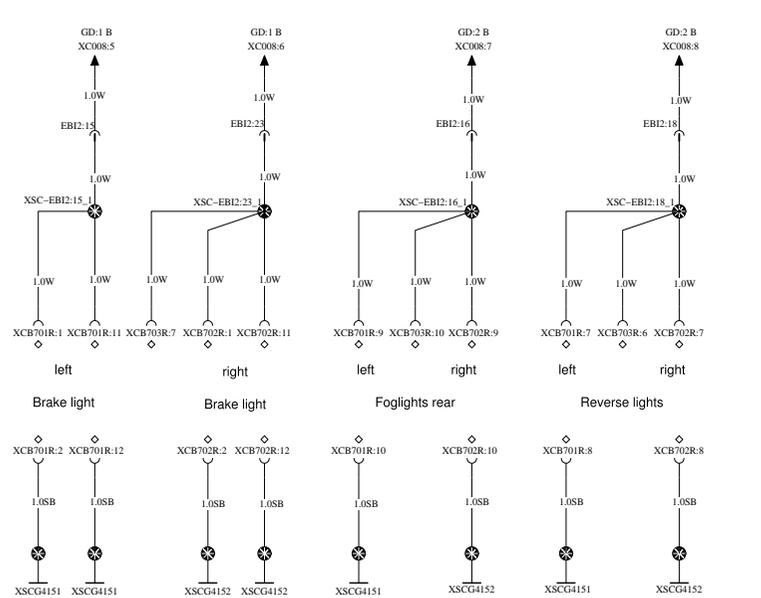 GD:1 B GD:1 B GD:2 B GD:2 B
XC008:5 XC008:6 XC008:7 XC008:8
1.0W 1.0W 1.0W 1.0W
EBI2:15 EBI2:23 EBI2:16 EBI2:18
1.0W 1.0W 1.0W 1.0W
XSC−EBI2:15_1 XSC−EBI2:23_1 XSC−EBI2:16_1 XSC−EBI2:18_1
1.0W 1.0W 1.0W 1.0W 1.0W 1.0W 1.0W 1.0W 1.0W 1.0W 1.0W
XCB701R:1 XCB701R:11 XCB703R:7 XCB702R:1 XCB702R:11 XCB701R:9 XCB703R:10 XCB702R:9 XCB701R:7 XCB703R:6 XCB702R:7
left right left right left right
Brake light Brake light Foglights rear Reverse lights
XCB701R:2 XCB701R:12 XCB702R:2 XCB702R:12 XCB701R:10 XCB702R:10 XCB701R:8 XCB702R:8
1.0SB 1.0SB 1.0SB 1.0SB 1.0SB 1.0SB 1.0SB 1.0SB
XSCG4151 XSCG4151 XSCG4152 XSCG4152 XSCG4151 XSCG4152 XSCG4151 XSCG4152